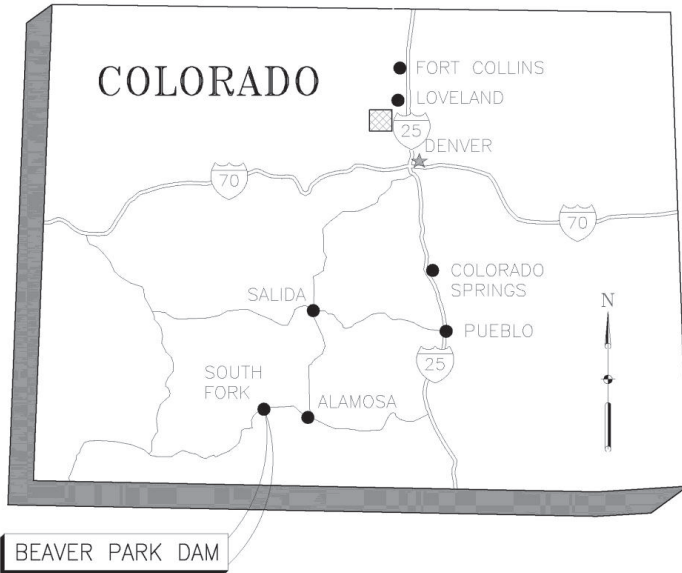 COLORADO
FORT COLLINS
LOVELAND
25
DENVER
70
70
COLORADO
SPRINGS
SALIDA
N
PUEBLO
25
SOUTH
FORK
ALAMOSA
BEAVER PARK DAM